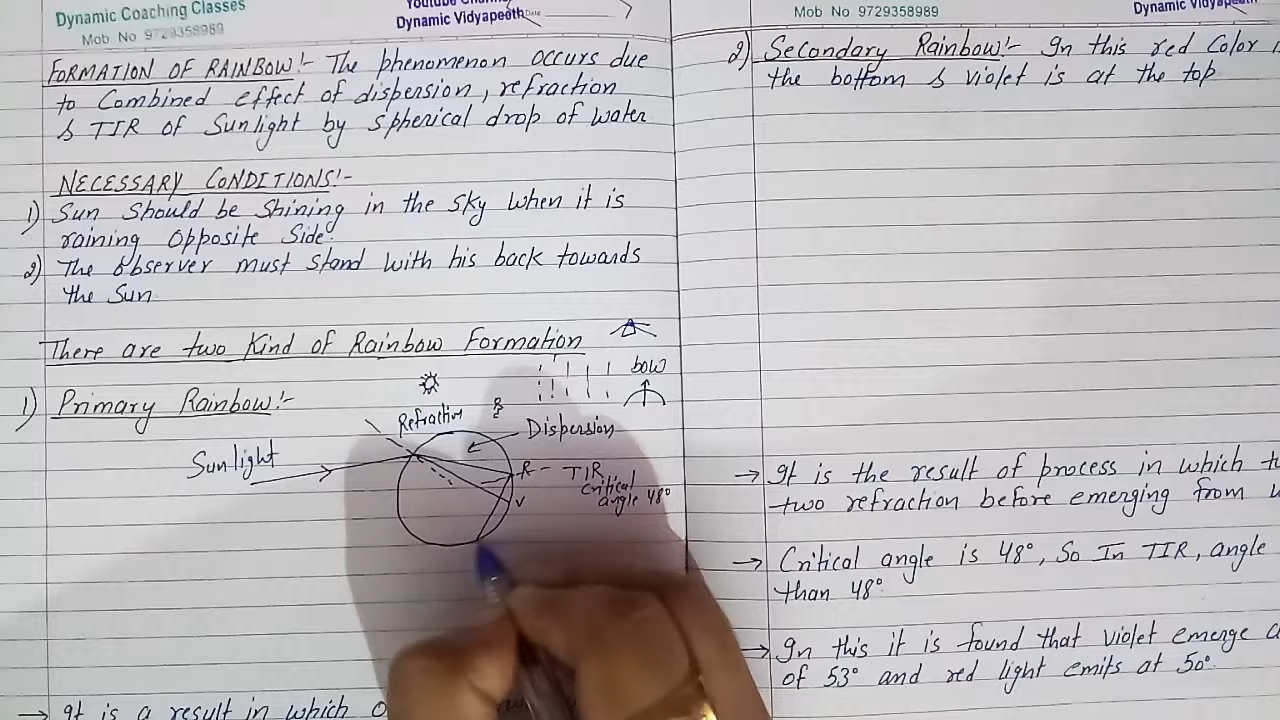 Dynamic Coaching Classes
Mob No 9729358989
Dynamic Vidyapeeth
Date
FORMATION OF RAINBOW:- The phenomenon occurs due
to Combined effect of dispersion, refraction
& TIR of Sunlight by spherical drop of water
NECESSARY CONDITIONS:-
1) Sun should be shining in the sky when it is
raining opposite side.
2) The observer must stand with his back towards
the Sun.
There are two Kind of Rainbow Formation
bow
1) Primary Rainbow:-
Refraction
Dispersion
Sunlight
R - TIR
Critical
angle 48°
V
→ It is a result in which
Mob No 9729358989
Dynamic
2) Secondary Rainbow:- In this red Color
the bottom & violet is at the top
→ It is the result of process in which
two refraction before emerging from
→ Critical angle is 48°, So In TIR, angle
than 48°
→ In this it is found that violet emerge
of 53° and red light emits at 50°.